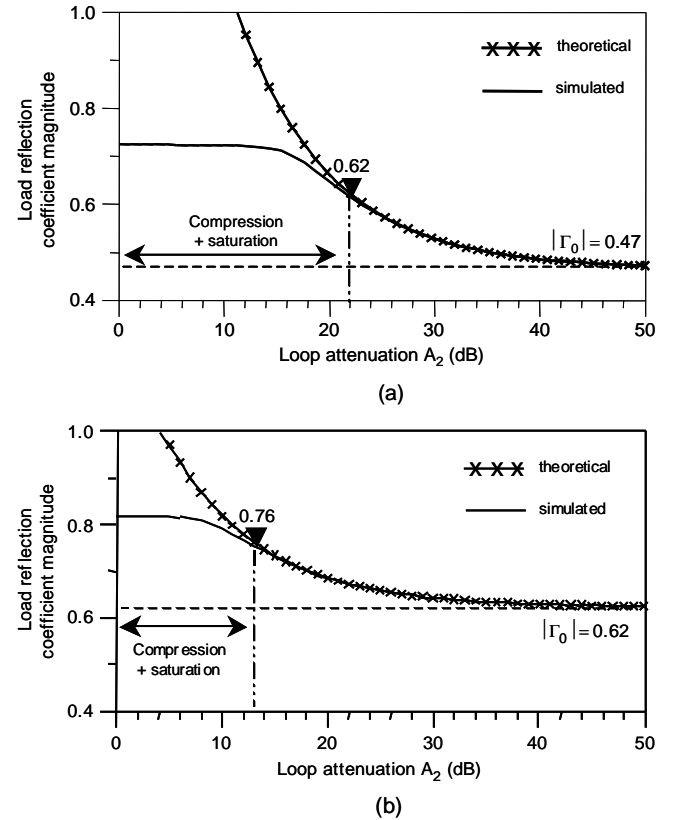 1.0
0.8
0.6
0.4
Load reflection
coefficient magnitude
theoretical
simulated
0.62
Compression
+ saturation
|Γ₀| = 0.47
0 10 20 30 40 50
Loop attenuation A₂ (dB)
(a)
1.0
0.8
0.6
0.4
Load reflection
coefficient magnitude
theoretical
simulated
0.76
Compression
+ saturation
|Γ₀| = 0.62
0 10 20 30 40 50
Loop attenuation A₂ (dB)
(b)